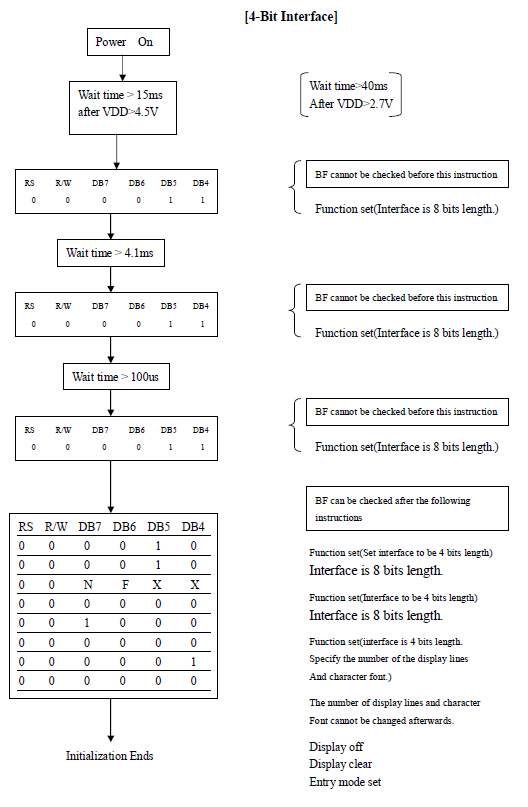 [4-Bit Interface]
Power On
Wait time > 15ms
after VDD>4.5V
Wait time>40ms
After VDD>2.7V
RS R/W DB7 DB6 DB5 DB4
0 0 0 0 1 1
BF cannot be checked before this instruction
Function set(Interface is 8 bits length.)
Wait time > 4.1ms
RS R/W DB7 DB6 DB5 DB4
0 0 0 0 1 1
BF cannot be checked before this instruction
Function set(Interface is 8 bits length.)
Wait time > 100us
RS R/W DB7 DB6 DB5 DB4
0 0 0 0 1 1
BF cannot be checked before this instruction
Function set(Interface is 8 bits length.)
RS R/W DB7 DB6 DB5 DB4
0 0 0 0 1 0
0 0 0 0 1 0
0 0 N F X X
0 0 0 0 0 0
0 0 1 0 0 0
0 0 0 0 0 0
0 0 0 0 0 1
0 0 0 0 0 0
Initialization Ends
BF can be checked after the following
instructions
Function set(Set interface to be 4 bits length)
Interface is 8 bits length.
Function set(Interface to be 4 bits length)
Interface is 8 bits length.
Function set(interface is 4 bits length.
Specify the number of the display lines
And character font.)
The number of display lines and character
Font cannot be changed afterwards.
Display off
Display clear
Entry mode set